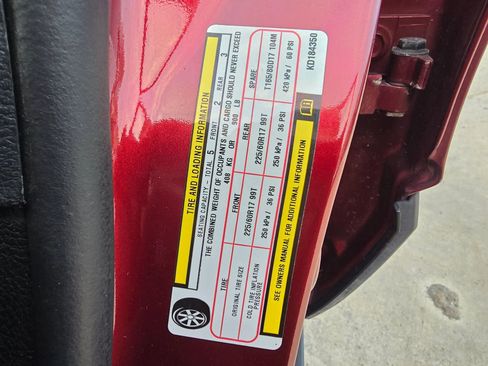 TIRE AND LOADING INFORMATION
SEATING CAPACITY - TOTAL 5 FRONT 2 REAR 3
THE COMBINED WEIGHT OF OCCUPANTS AND CARGO SHOULD NEVER EXCEED
408 KG OR 900 LB
TIRE FRONT REAR SPARE
ORIGINAL TIRE SIZE 225/60R17 99T 225/60R17 99T T165/80D17 104M
COLD TIRE INFLATION PRESSURE 250 kPa / 36 PSI 250 kPa / 36 PSI 420 kPa / 60 PSI
SEE OWNERS MANUAL FOR ADDITIONAL INFORMATION
KD184350